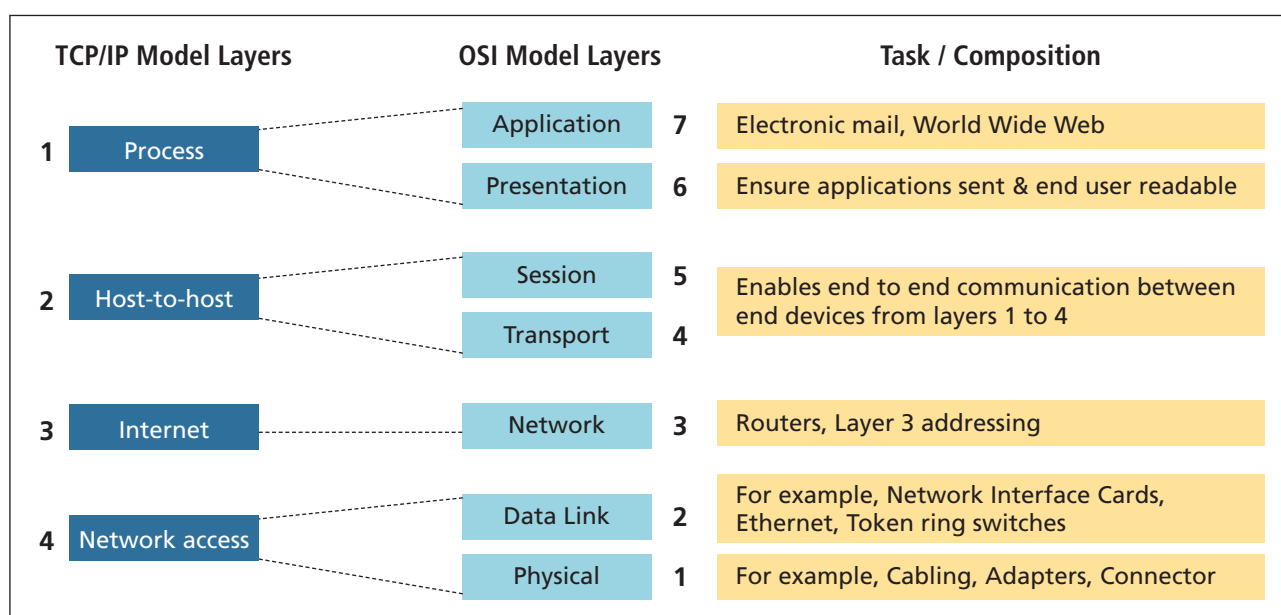 TCP/IP Model Layers
OSI Model Layers
Task / Composition
1
Process
Application
7
Electronic mail, World Wide Web
Presentation
6
Ensure applications sent & end user readable
2
Host-to-host
Session
5
Enables end to end communication between
end devices from layers 1 to 4
Transport
4
3
Internet
Network
3
Routers, Layer 3 addressing
4
Network access
Data Link
2
For example, Network Interface Cards,
Ethernet, Token ring switches
Physical
1
For example, Cabling, Adapters, Connector